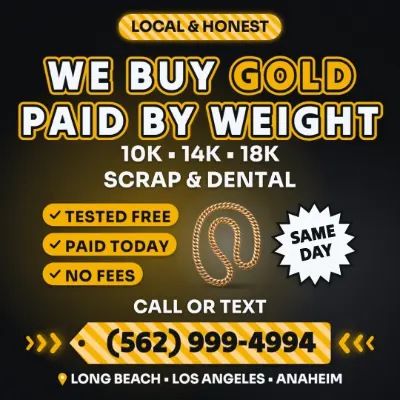 LOCAL & HONEST
WE BUY GOLD
PAID BY WEIGHT
10K ▪ 14K ▪ 18K
SCRAP & DENTAL
✓ TESTED FREE
✓ PAID TODAY
✓ NO FEES
SAME
DAY
CALL OR TEXT
(562) 999-4994
LONG BEACH ▪ LOS ANGELES ▪ ANAHEIM